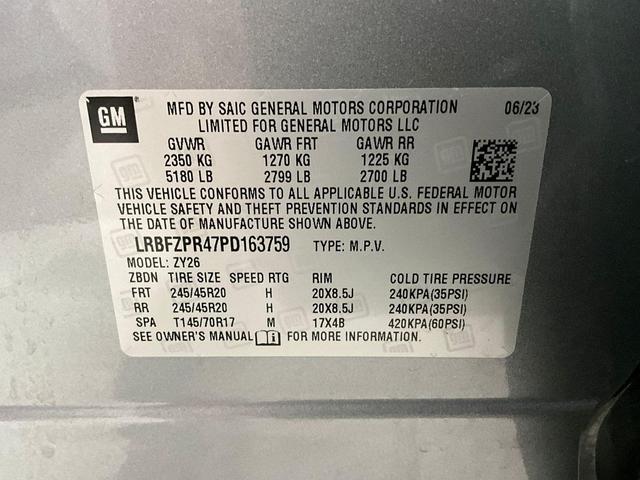 GM
MFD BY SAIC GENERAL MOTORS CORPORATION 06/23
LIMITED FOR GENERAL MOTORS LLC
GVWR GAWR FRT GAWR RR
2350 KG 1270 KG 1225 KG
5180 LB 2799 LB 2700 LB
THIS VEHICLE CONFORMS TO ALL APPLICABLE U.S. FEDERAL MOTOR
VEHICLE SAFETY AND THEFT PREVENTION STANDARDS IN EFFECT ON
THE DATE OF MANUFACTURE SHOWN ABOVE.
LRBFZPR47PD163759 TYPE: M.P.V.
MODEL: ZY26
ZBDN TIRE SIZE SPEED RTG RIM COLD TIRE PRESSURE
FRT 245/45R20 H 20X8.5J 240KPA(35PSI)
RR 245/45R20 H 20X8.5J 240KPA(35PSI)
SPA T145/70R17 M 17X4B 420KPA(60PSI)
SEE OWNER'S MANUAL FOR MORE INFORMATION.